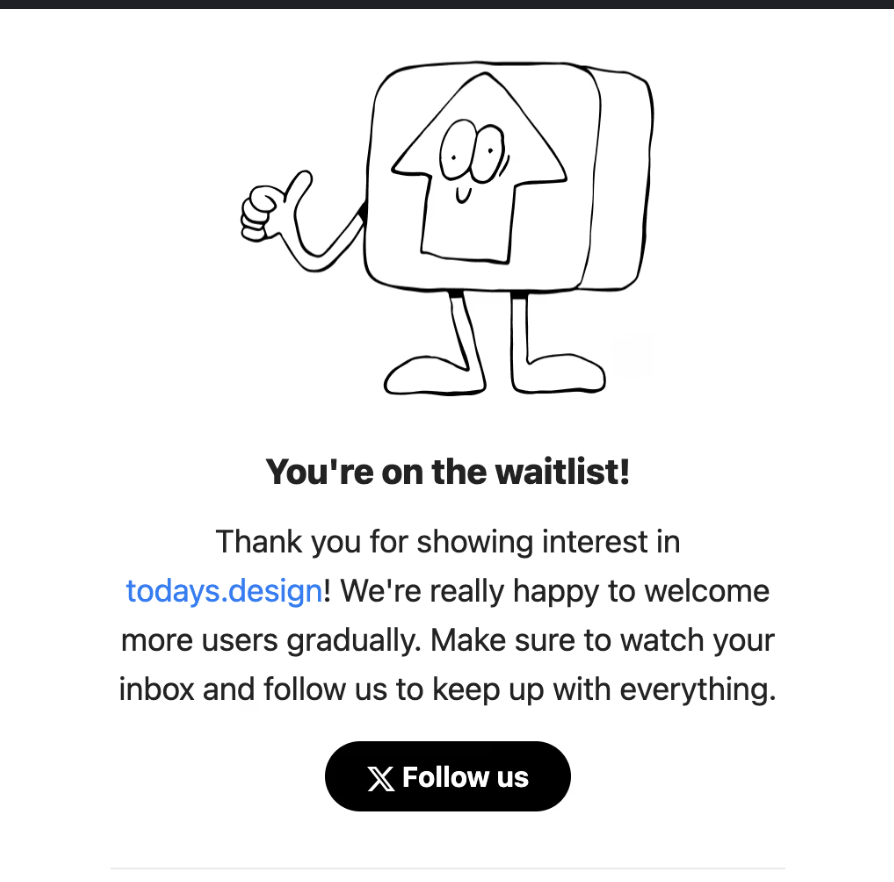 You're on the waitlist!
Thank you for showing interest in
todays.design! We're really happy to welcome
more users gradually. Make sure to watch your
inbox and follow us to keep up with everything.
X Follow us